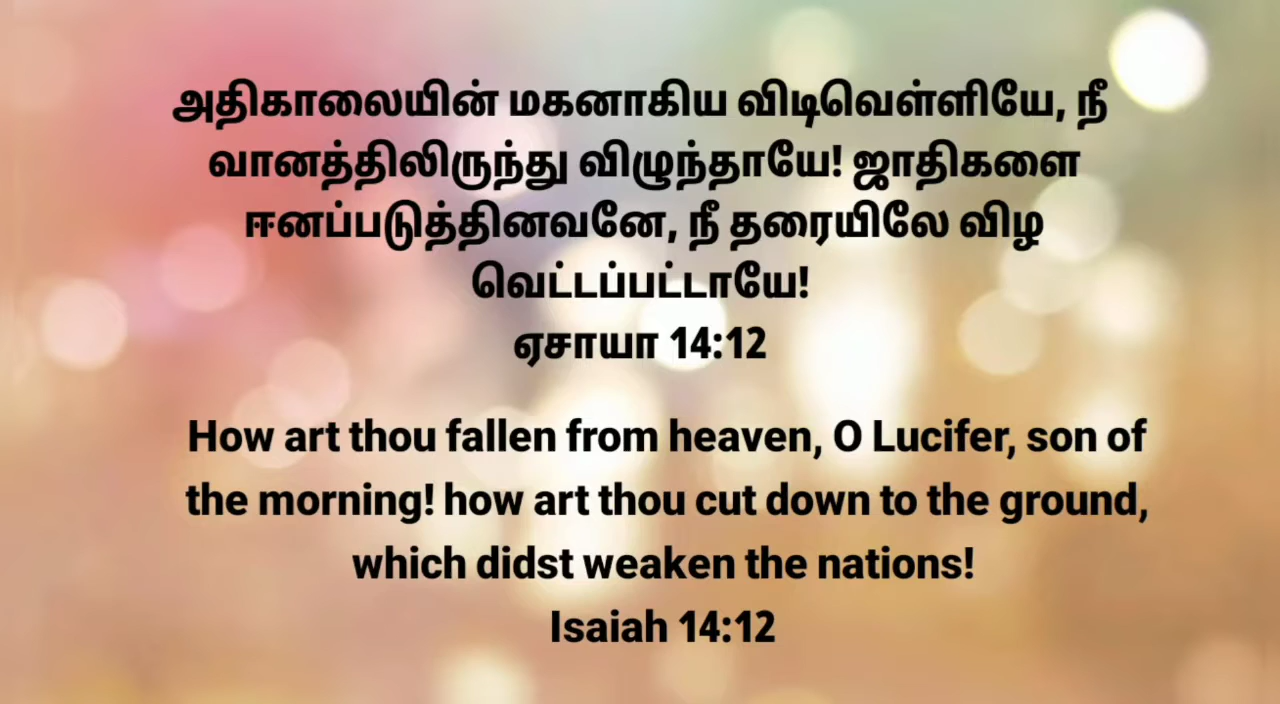 அதிகாலையின் மகனாகிய விடிவெள்ளியே, நீ
வானத்திலிருந்து விழுந்தாயே! ஜாதிகளை
ஈனப்படுத்தினவனே, நீ தரையிலே விழ
வெட்டப்பட்டாயே!
ஏசாயா 14:12
How art thou fallen from heaven, O Lucifer, son of
the morning! how art thou cut down to the ground,
which didst weaken the nations!
Isaiah 14:12